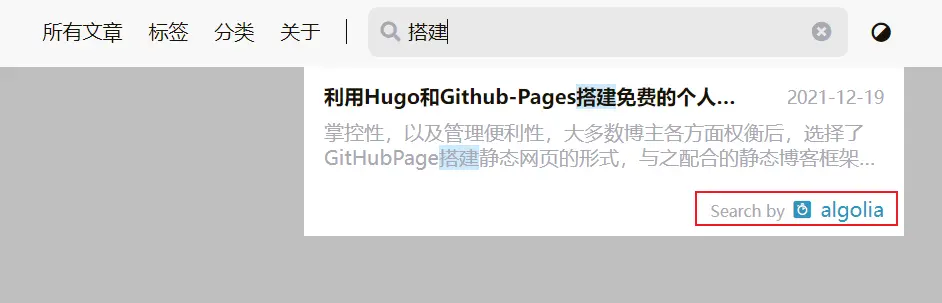 所有文章 标签 分类 关于 搭建
利用Hugo和Github-Pages搭建免费的个人... 2021-12-19
掌控性，以及管理便利性，大多数博主各方面权衡后，选择了
GitHubPage搭建静态网页的形式，与之配合的静态博客框架...
Search by algolia